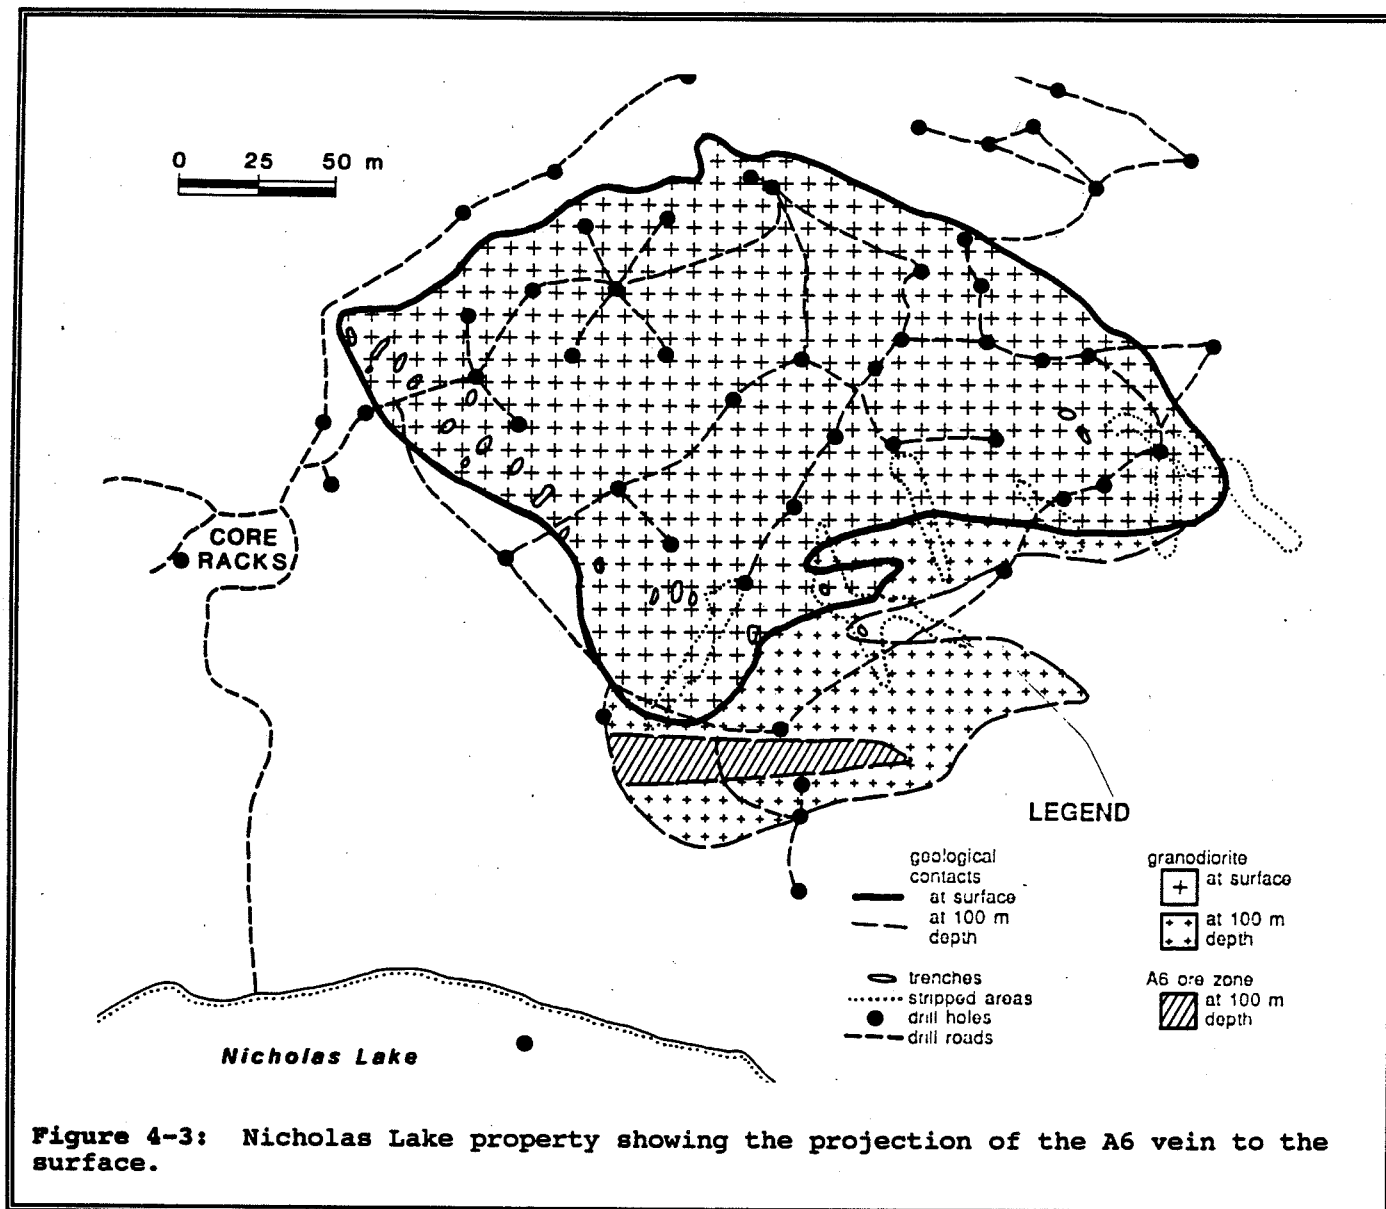 0 25 50 m
CORE
RACKS
LEGEND
geological
contacts
at surface
at 100 m
depth
trenches
stripped areas
drill holes
drill roads
granodiorite
at surface
at 100 m
depth
A6 ore zone
at 100 m
depth
Nicholas Lake
Figure 4-3: Nicholas Lake property showing the projection of the A6 vein to the
surface.